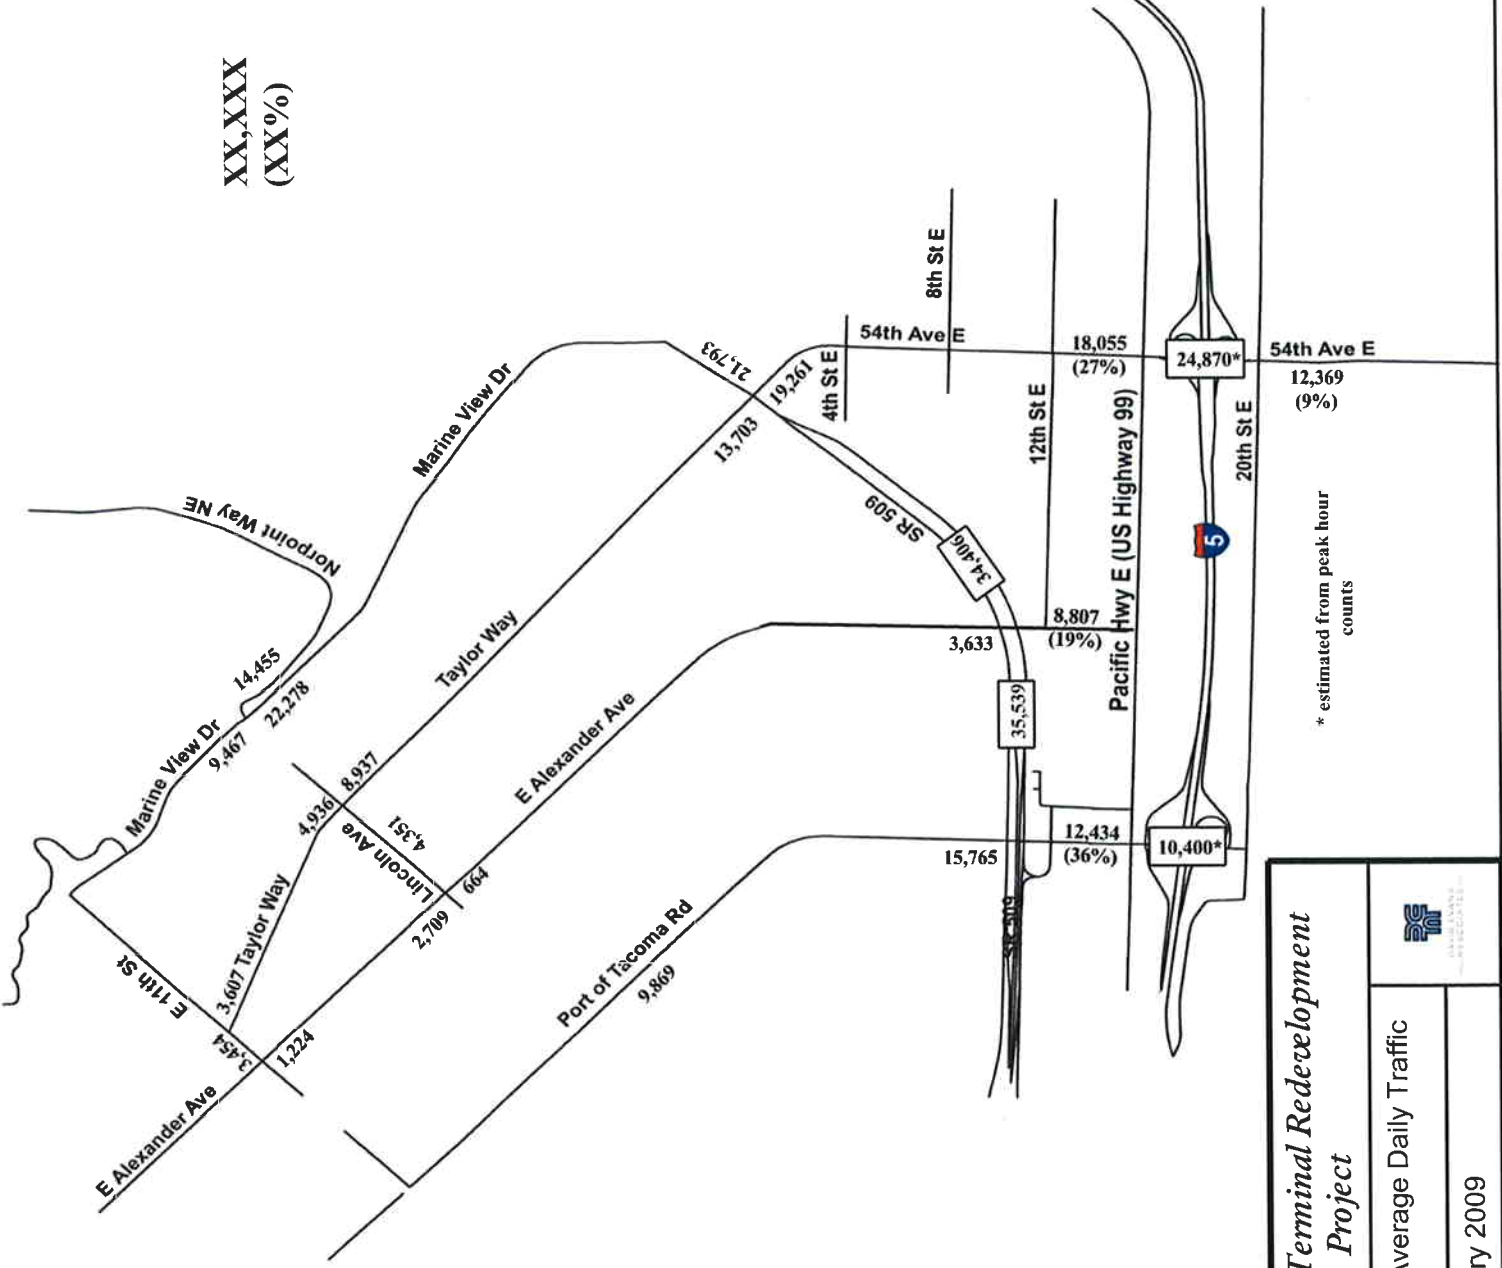 XX,XXX
(XX%)
Norpoint Way NE
Marine View Dr
21,793
19,261
13,703
4th St E
54th Ave E
8th St E
18,055
(27%)
24,870*
54th Ave E
12,369
(9%)
12th St E
Pacific Hwy E (US Highway 99)
20th St E
SR 509
34,406
5
* estimated from peak hour
counts
14,455
22,278
Marine View Dr
9,467
Taylor Way
8,937
4,936
Lincoln Ave
4,351
E Alexander Ave
664
2,709
3,633
8,807
(19%)
35,539
15,765
12,434
(36%)
10,400*
SR 509
E 11th St
3,607 Taylor Way
3,454
1,224
E Alexander Ave
Port of Tacoma Rd
9,869
Terminal Redevelopment
Project
Average Daily Traffic
ry 2009